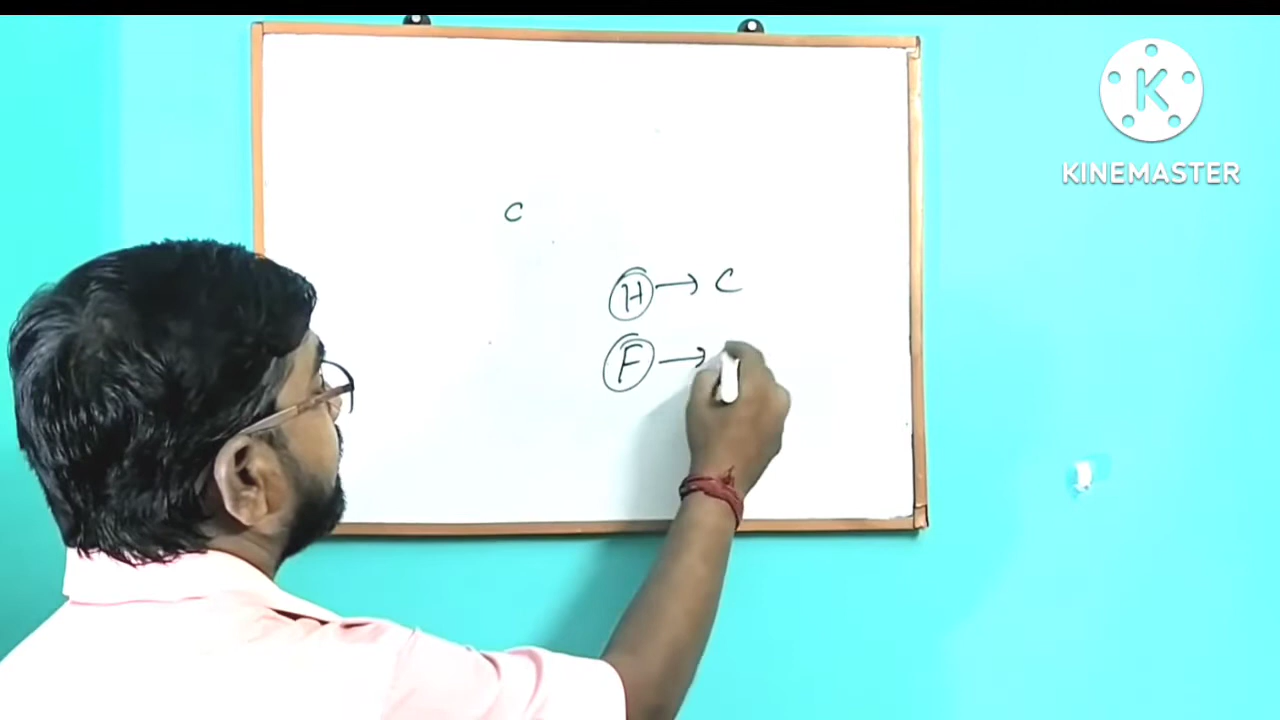 K
KINEMASTER
C
H → C
F →